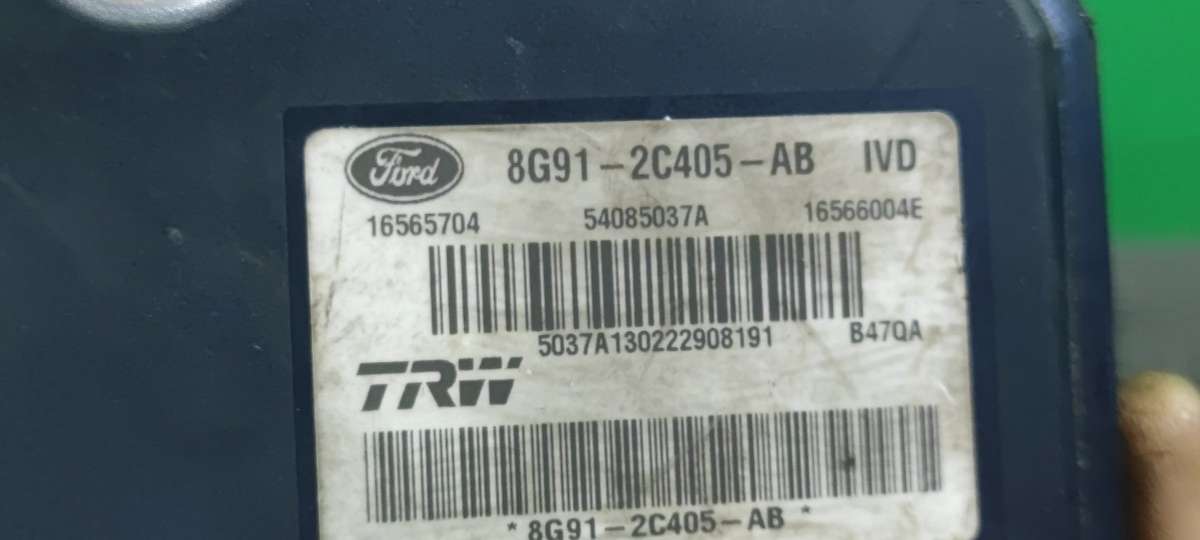 Ford 8G91-2C405-AB IVD
16565704 54085037A 16566004E
5037A130222908191 B47QA
TRW
* 8G91-2C405-AB *